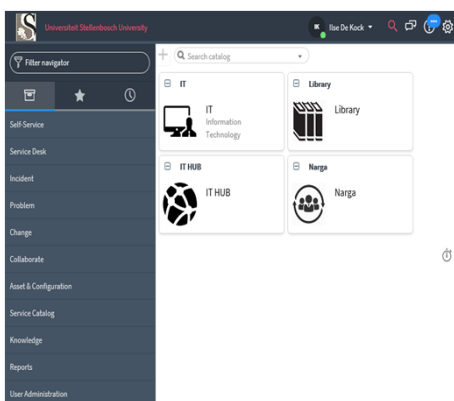 Universiteit Stellenbosch University
IK
Ilse De Kock
Filter navigator
Search catalog
Self-Service
Service Desk
Incident
Problem
Change
Collaborate
Asset & Configuration
Service Catalog
Knowledge
Reports
User Administration
IT
IT
Information
Technology
Library
Library
IT HUB
IT HUB
Narga
Narga